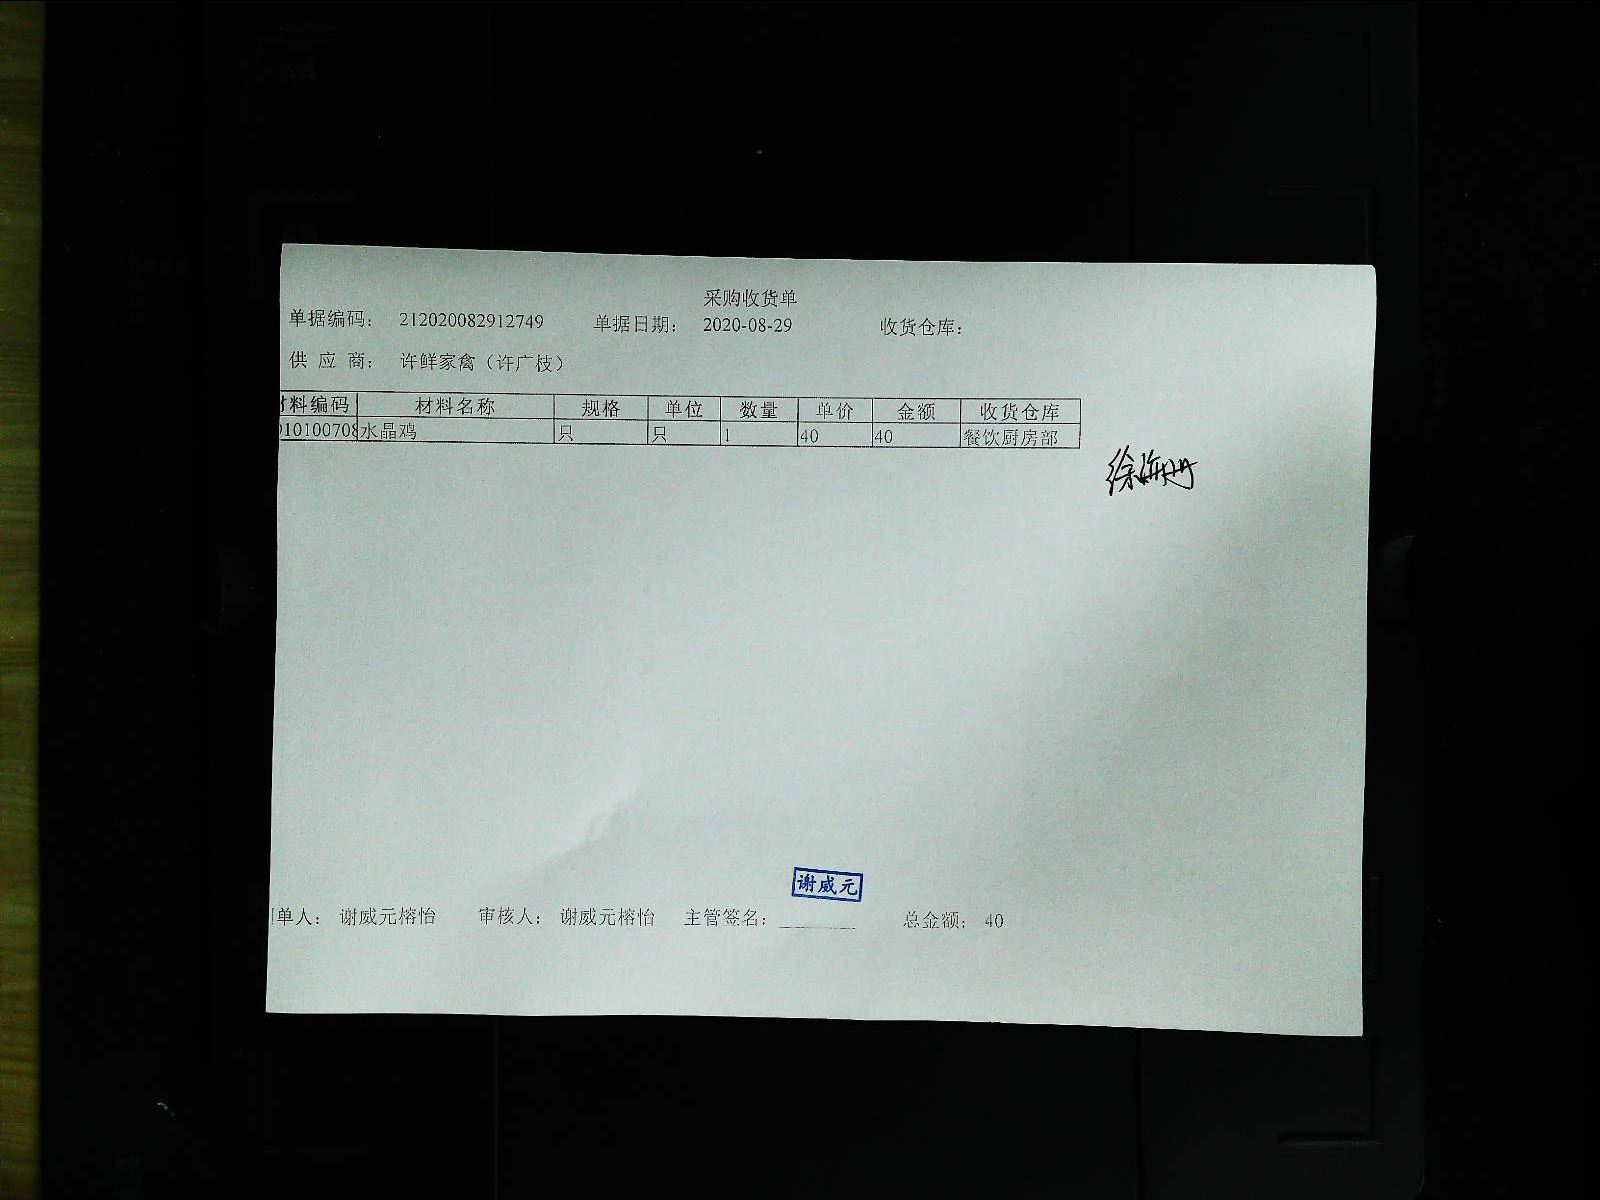 采购收货单
单据编码： 212020082912749 单据日期： 2020-08-29 收货仓库：
供 应 商： 许鲜家禽（许广枝）
材料编码 材料名称 规格 单位 数量 单价 金额 收货仓库
010100708 水晶鸡 只 只 1 40 40 餐饮厨房部
谢威元
制单人： 谢威元榕怡 审核人： 谢威元榕怡 主管签名： 总金额： 40